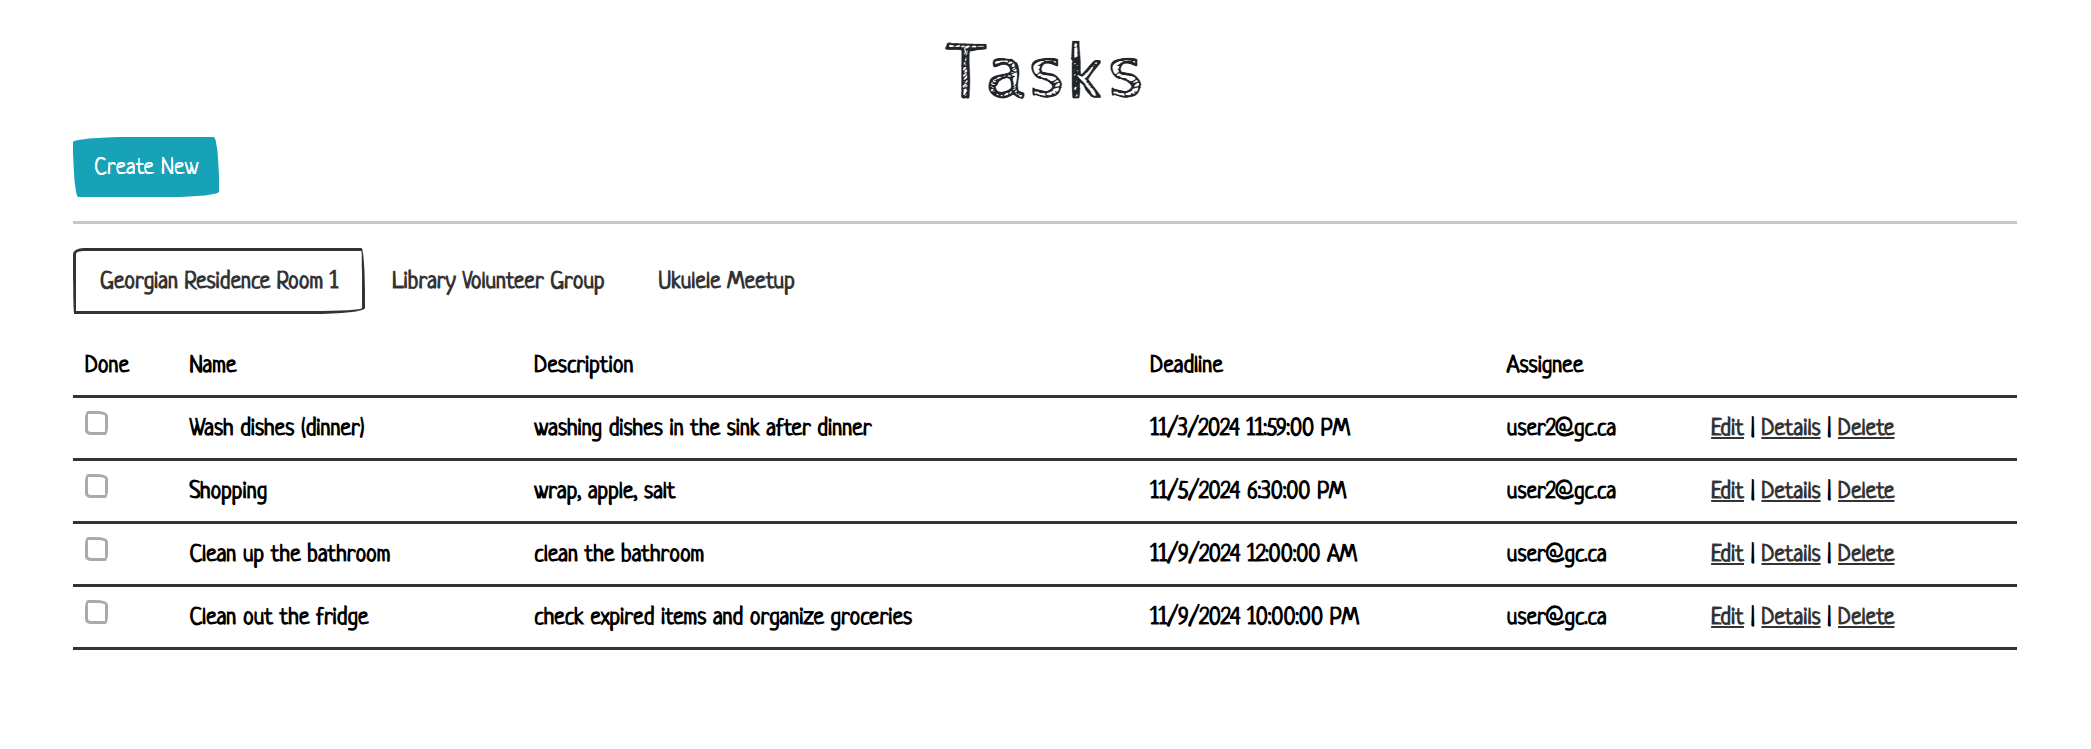 Tasks
Create New
Georgian Residence Room 1 Library Volunteer Group Ukulele Meetup
Done Name Description Deadline Assignee
Wash dishes (dinner) washing dishes in the sink after dinner 11/3/2024 11:59:00 PM user2@gc.ca Edit | Details | Delete
Shopping wrap, apple, salt 11/5/2024 6:30:00 PM user2@gc.ca Edit | Details | Delete
Clean up the bathroom clean the bathroom 11/9/2024 12:00:00 AM user@gc.ca Edit | Details | Delete
Clean out the fridge check expired items and organize groceries 11/9/2024 10:00:00 PM user@gc.ca Edit | Details | Delete